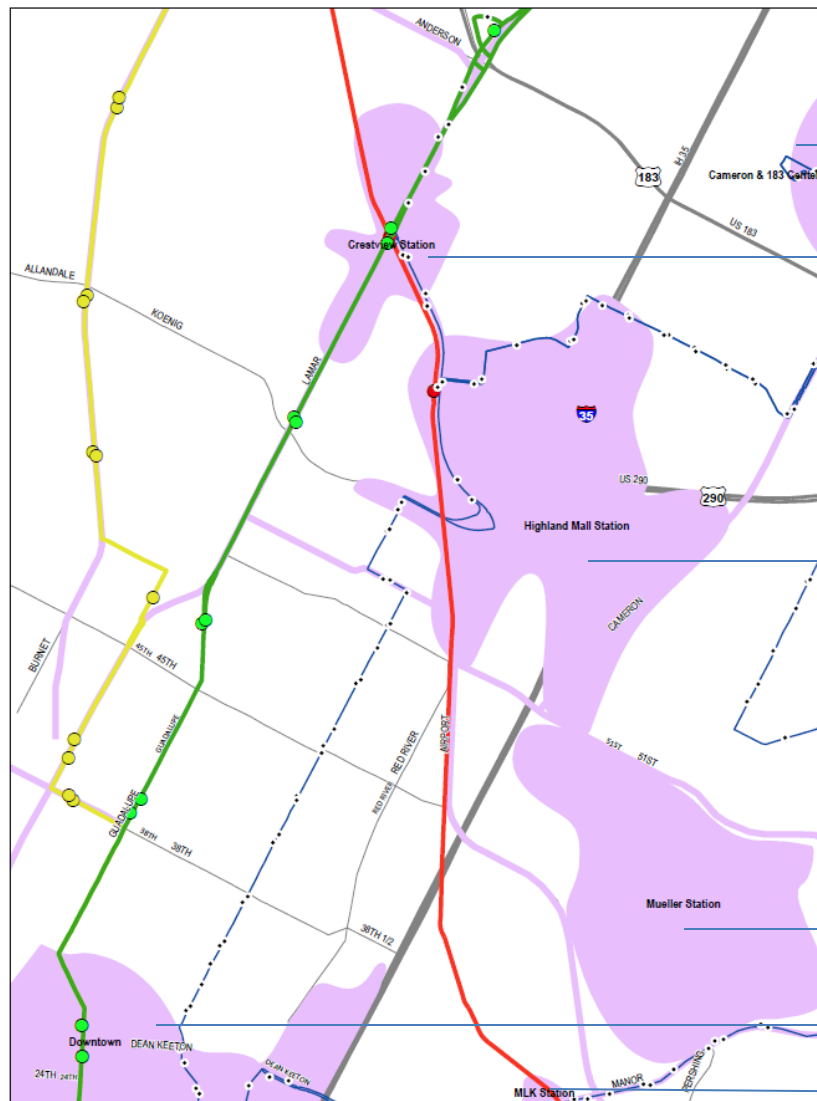 ANDERSON
IH 35
183
Cameron & 183 Cente
US 183
Crestview Station
ALLANDALE
KOENIG
LAMAR
35
US 290
290
Highland Mall Station
CAMERON
BURNET
45TH
45TH
GUADALUPE
RED RIVER
RED RIVER
AIRPORT
51ST
51ST
GUADALUPE
38TH
38TH
Mueller Station
38TH 1/2
Downtown
DEAN KEETON
DEAN KEETON
24TH
24TH
MANOR
PERSHING
MLK Station